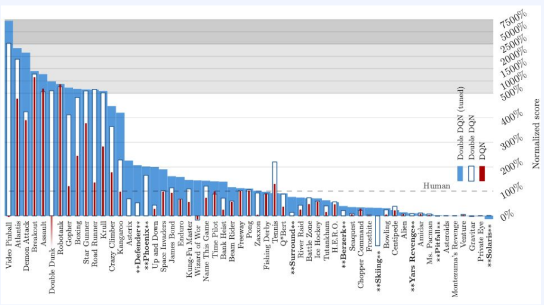 7500%
5000%
2500%
2000%
1500%
1000%
500%
400%
300%
200%
100%
0%
Normalized score
Double DQN (tuned)
Double DQN
DQN
Human
Video Pinball
Atlantis
Demon Attack
Breakout
Assault
Double Dunk
Robotank
Gopher
Boxing
Star Gunner
Road Runner
Krull
Crazy Climber
Kangaroo
Asterix
**Defender**
**Phoenix**
Up and Down
Space Invaders
James Bond
Enduro
Kung-Fu Master
Wizard of Wor
Name This Game
Time Pilot
Bank Heist
Beam Rider
Freeway
Pong
Zaxxon
Fishing Derby
Tennis
Q*Bert
**Surround**
River Raid
Battle Zone
Ice Hockey
Tutankham
H.E.R.O.
**Berzerk**
Seaquest
Chopper Command
Frostbite
**Skiing**
Bowling
Centipede
Alien
**Yars Revenge**
Amidar
Ms. Pacman
**Pitfall**
Asteroids
Montezuma's Revenge
Venture
Gravitar
Private Eye
**Solaris**